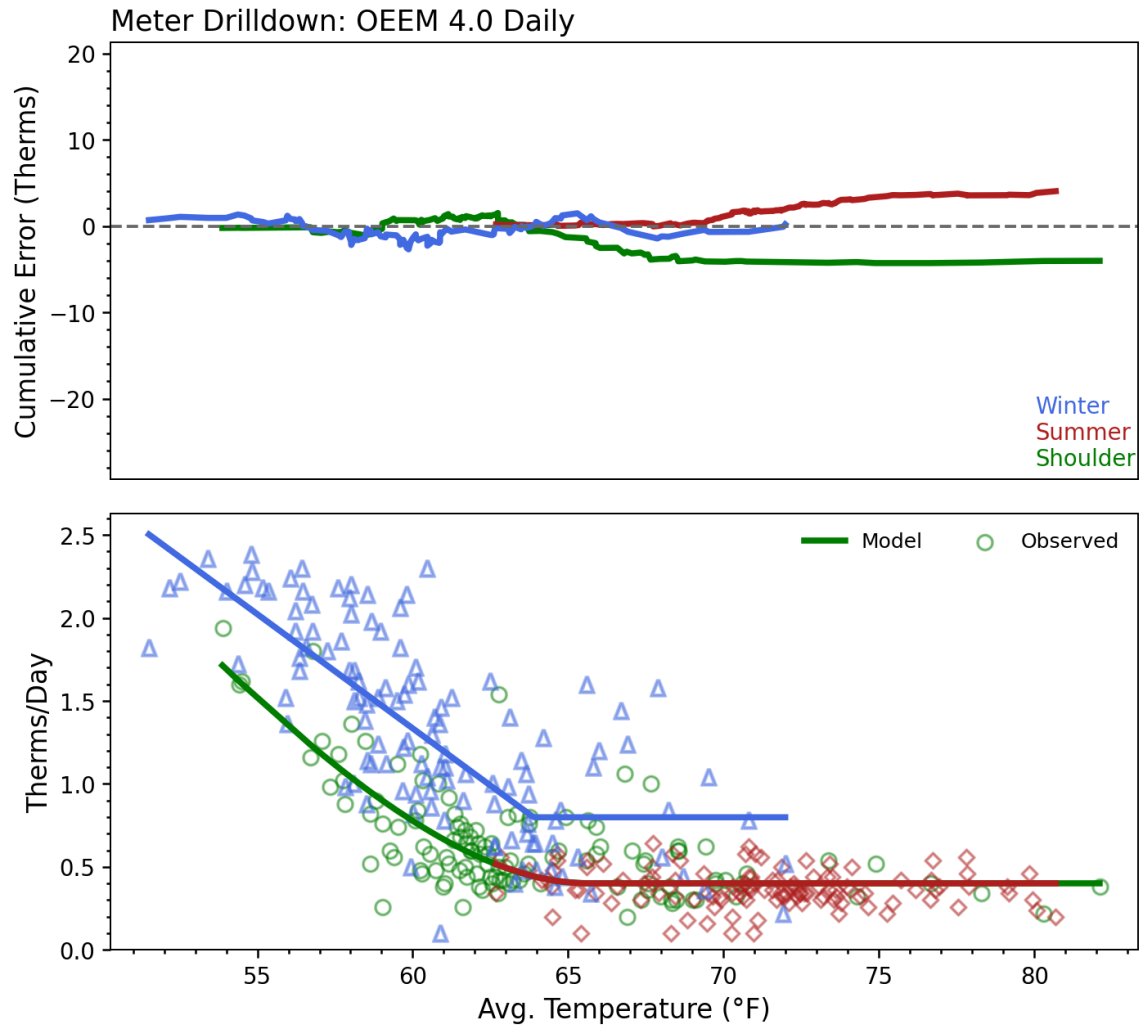 Meter Drilldown: OEEM 4.0 Daily
20
10
0
−10
−20
Cumulative Error (Therms)
Winter
Summer
Shoulder
2.5
2.0
1.5
1.0
0.5
0.0
Therms/Day
Model Observed
55 60 65 70 75 80
Avg. Temperature (°F)